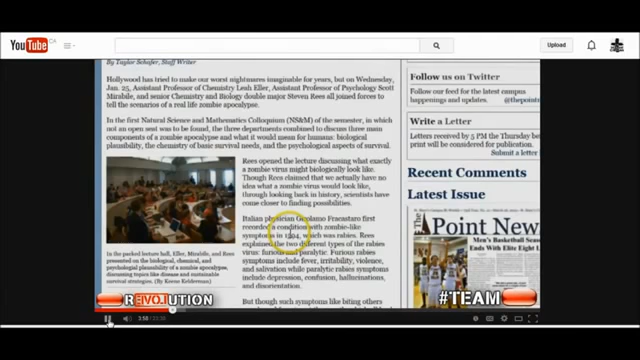 YouTube CA
Upload
By Taylor Schafer, Staff Writer
Hollywood has tried to make our worst nightmares imaginable for years, but on Wednesday,
Jan. 25, Assistant Professor of Chemistry Leah Eller, Assistant Professor of Psychology Scott
Mirabile, and senior Chemistry and Biology double major Steven Rees all joined forces to
tell the scenarios of a real life zombie apocalypse.
In the first Natural Science and Mathematics Colloquium (NS&M) of the semester, in which
not an open seat was to be found, the three departments combined to discuss three main
components of a zombie apocalypse and what it would mean for humans: biological
plausibility, the chemistry of basic survival needs, and the psychological aspects of survival.
Rees opened the lecture discussing what exactly
a zombie virus might biologically look like.
Though Rees claimed that we actually have no
idea what a zombie virus would look like,
through looking back in history, scientists have
come closer to finding possibilities.
Italian physician Girolamo Fracastoro first
recorded a condition with zombie-like
symptoms in 1504, which was rabies. Rees
explained the two different types of the rabies
virus: furious and paralytic. Furious rabies
symptoms include fever, irritability, violence,
and salivation while paralytic rabies symptoms
include depression, confusion, hallucinations,
and disorientation.
But though such symptoms like biting others
In the packed lecture hall, Eller, Mirabile, and Rees
presented on the biological, chemical, and
psychological plausibility of a zombie apocalypse,
discussing topics like disease and sustainable
survival strategies. (By Keene Kelderman)
Follow us on Twitter
Follow our feed for the latest campus
happenings and updates. @thepoint
Write a Letter
Letters received by 5 PM the Thursday be
print will be considered for publication.
Submit a letter
Recent Comments
Latest Issue
Point News
Men's Basketball Season
Ends With Elite Eight L
REVOLUTION
#TEAM
3:58